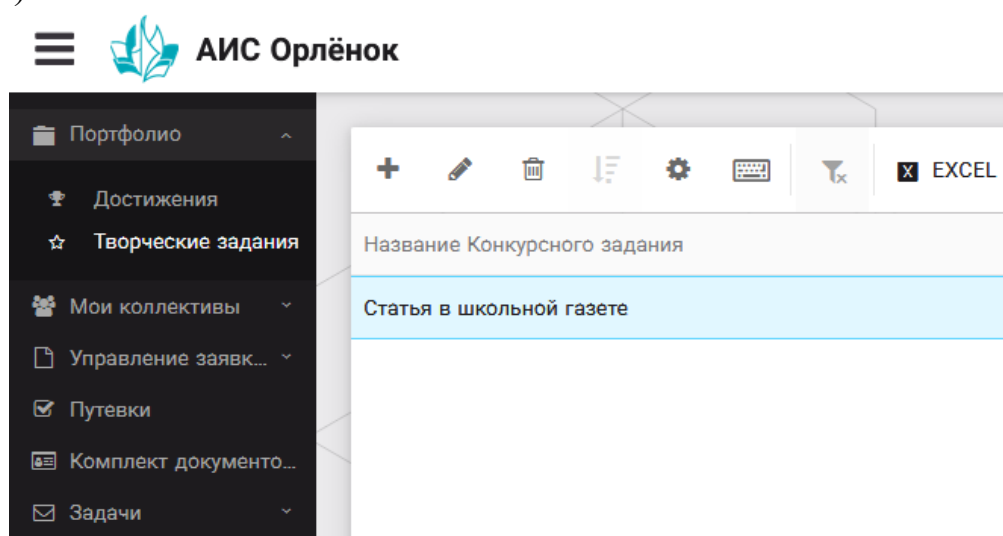 АИС Орлёнок
Портфолио
Достижения
Творческие задания
Мои коллективы
Управление заявк...
Путевки
Комплект документо...
Задачи
X EXCEL
Название Конкурсного задания
Статья в школьной газете